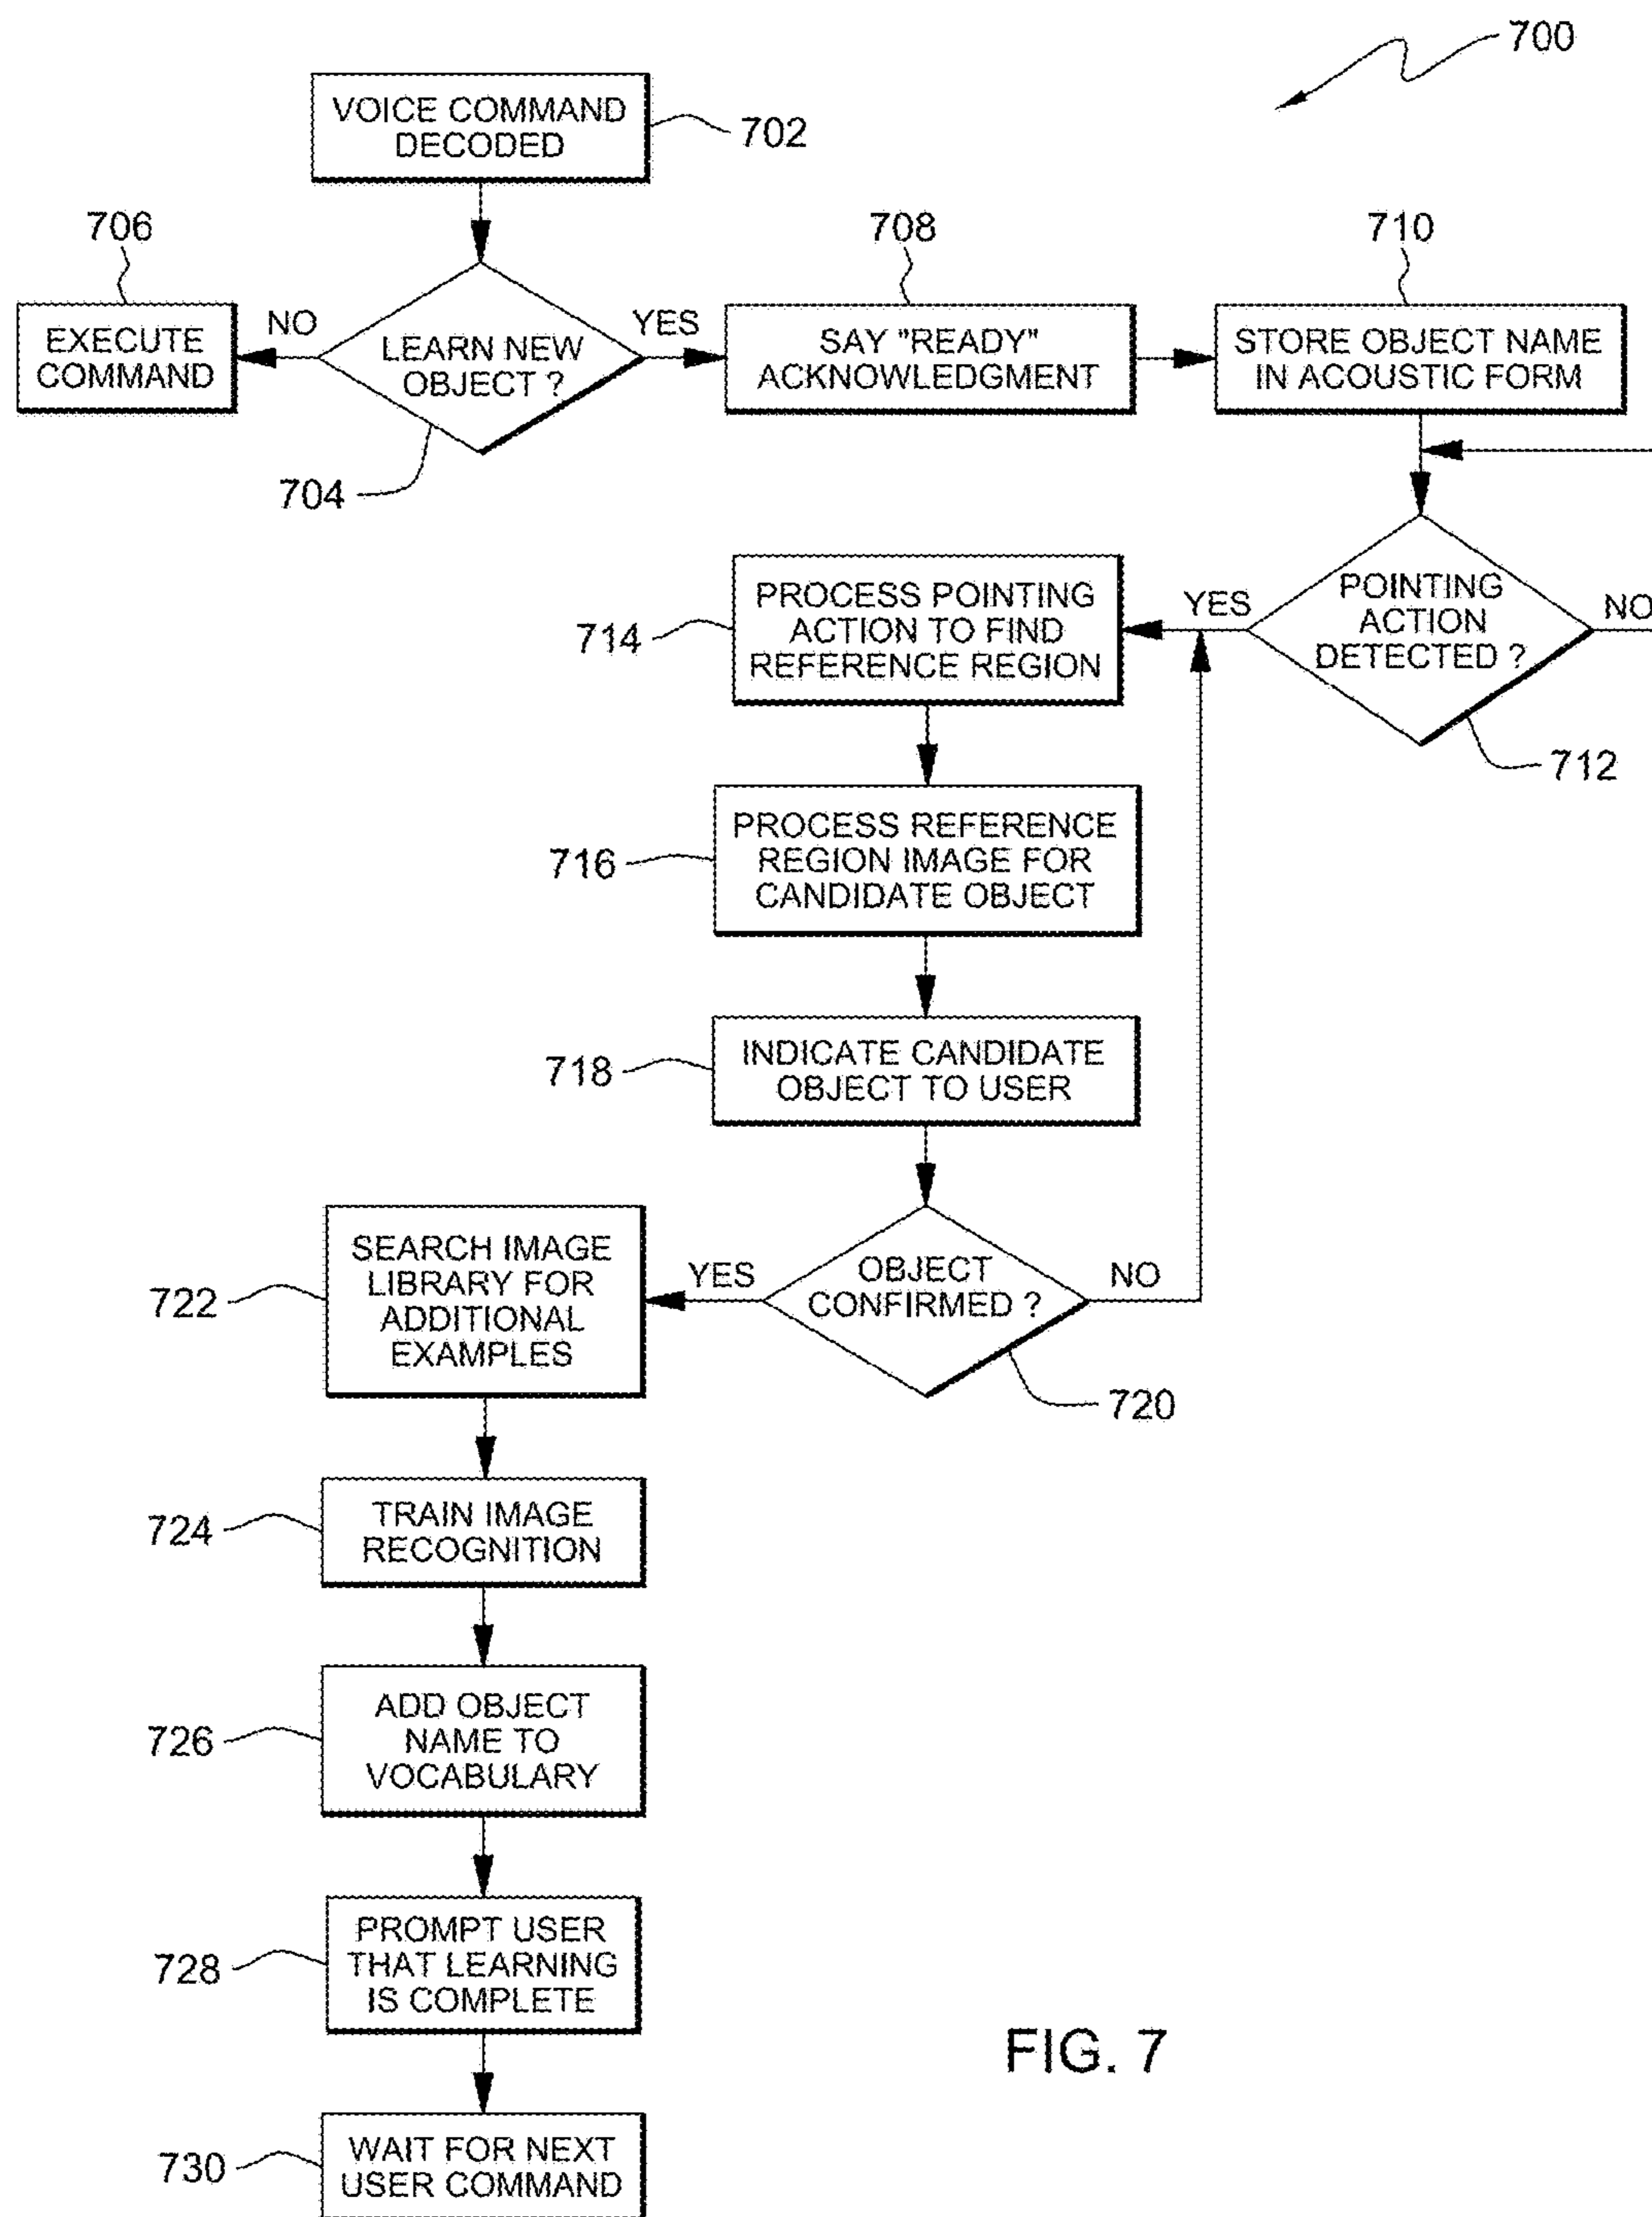 700
VOICE COMMAND
DECODED
702
706
708
710
EXECUTE
COMMAND
NO
LEARN NEW
OBJECT ?
YES
SAY "READY"
ACKNOWLEDGMENT
STORE OBJECT NAME
IN ACOUSTIC FORM
704
714
PROCESS POINTING
ACTION TO FIND
REFERENCE REGION
YES
POINTING
ACTION
DETECTED ?
NO
712
716
PROCESS REFERENCE
REGION IMAGE FOR
CANDIDATE OBJECT
718
INDICATE CANDIDATE
OBJECT TO USER
722
SEARCH IMAGE
LIBRARY FOR
ADDITIONAL
EXAMPLES
YES
OBJECT
CONFIRMED ?
NO
720
724
TRAIN IMAGE
RECOGNITION
726
ADD OBJECT
NAME TO
VOCABULARY
728
PROMPT USER
THAT LEARNING
IS COMPLETE
730
WAIT FOR NEXT
USER COMMAND
FIG. 7